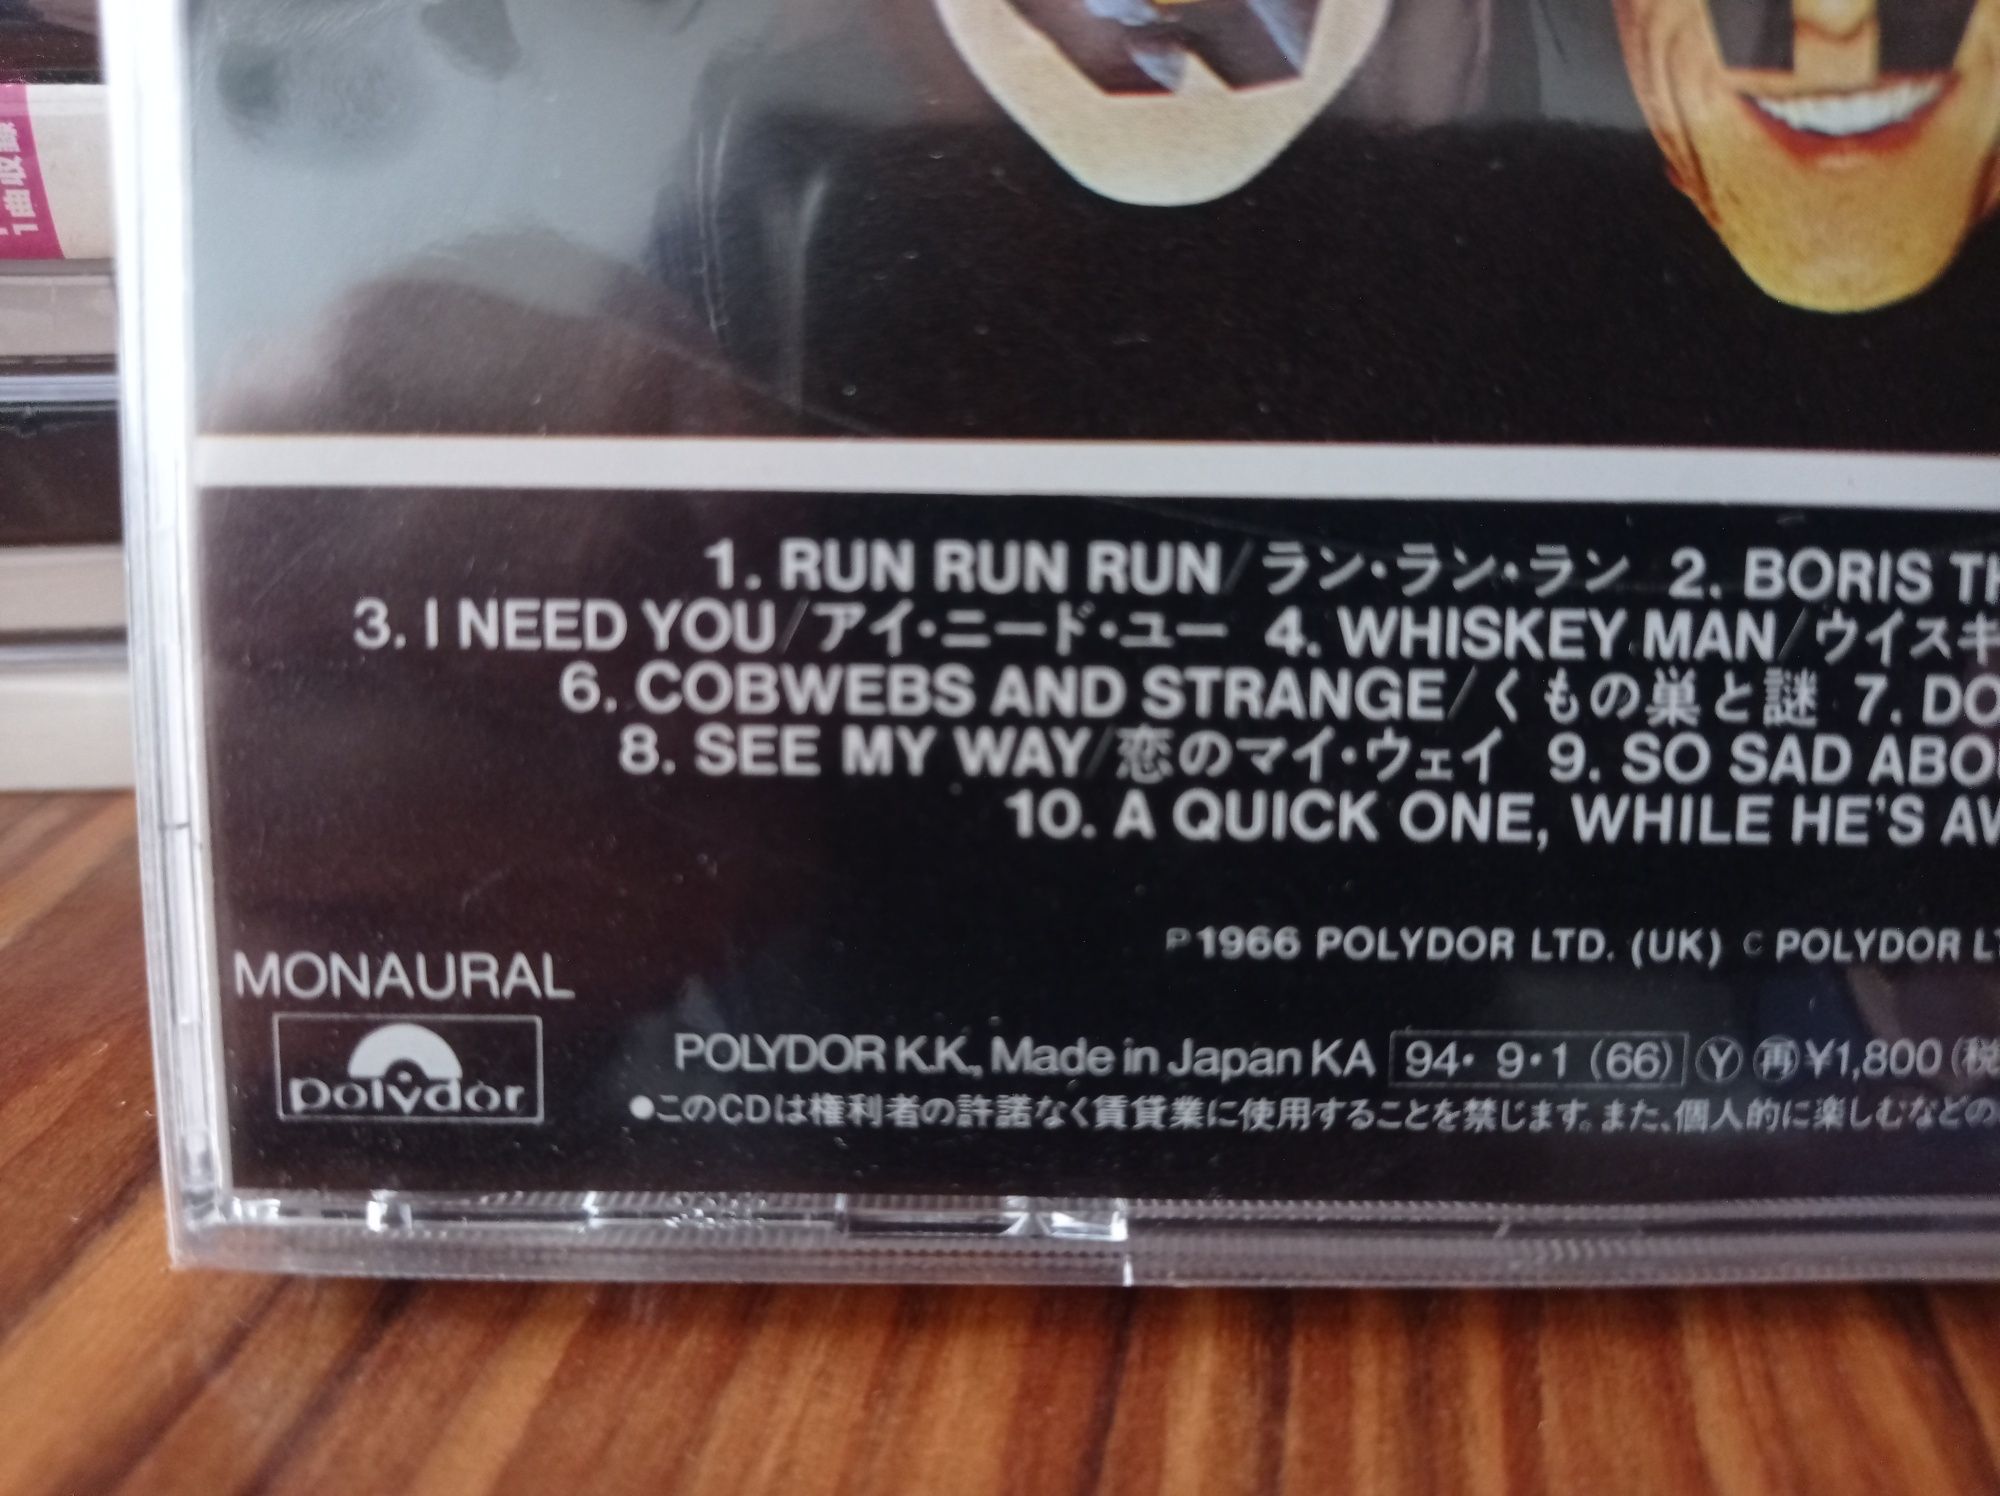 1. RUN RUN RUN/ラン・ラン・ラン 2. BORIS TH
3. I NEED YOU/アイ・ニード・ユー 4. WHISKEY MAN/ウイスキ
6. COBWEBS AND STRANGE/くもの巣と謎 7. DO
8. SEE MY WAY/恋のマイ・ウェイ 9. SO SAD ABOU
10. A QUICK ONE, WHILE HE'S AW
Ⓟ1966 POLYDOR LTD. (UK) © POLYDOR LT
MONAURAL
polydor
POLYDOR K.K., Made in Japan KA 94・9・1 (66) Ⓨ ㊢¥1,800 (税
●このCDは権利者の許諾なく賃貸業に使用することを禁じます。また、個人的に楽しむなどの